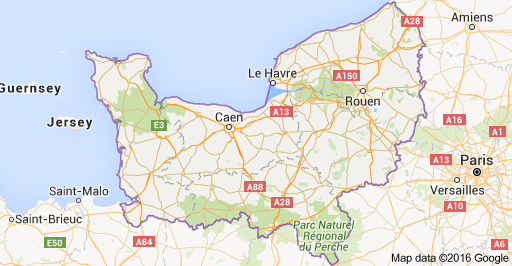 Amiens
A28
Le Havre
A150
Guernsey
Rouen
A13
Caen
E3
Jersey
A16
A1
A13
Paris
Versailles
A88
Saint-Malo
A28
A10
Saint-Brieuc
Parc Naturel
Régional
du Perche
E50
A84
A6
Map data ©2016 Google